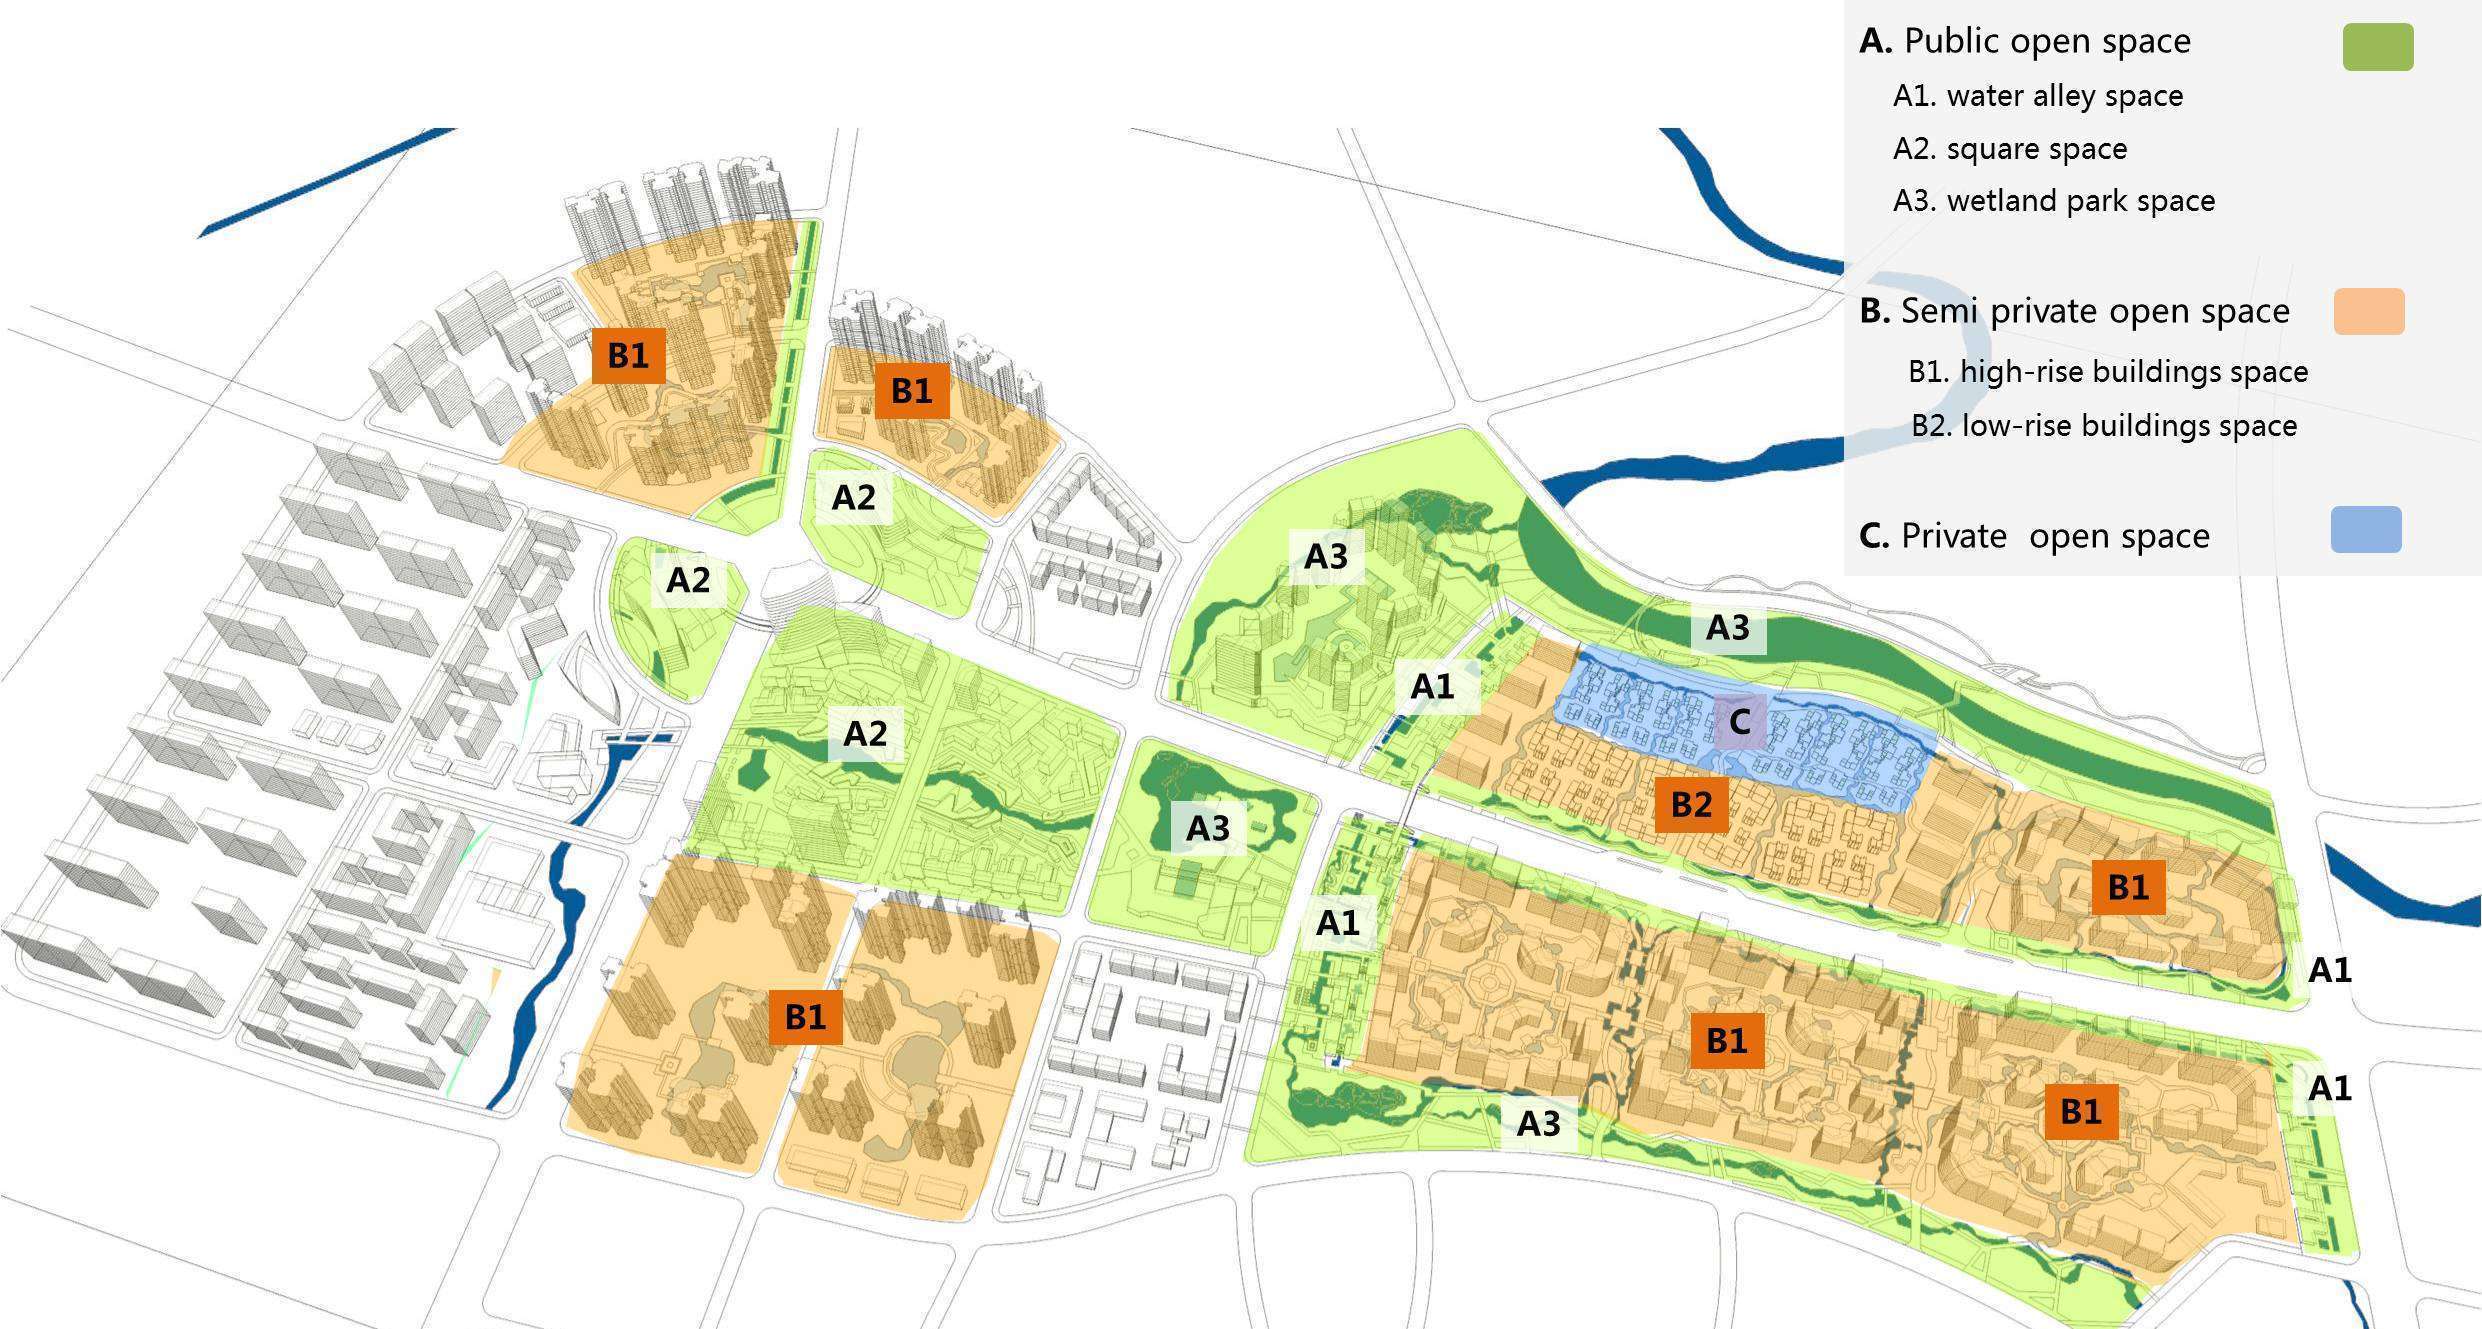 A. Public open space
A1. water alley space
A2. square space
A3. wetland park space
B. Semi private open space
B1. high-rise buildings space
B2. low-rise buildings space
C. Private open space
B1
B1
A2
A3
A2
A3
A1
C
A2
B2
A3
B1
A1
A1
B1
B1
A1
B1
A3